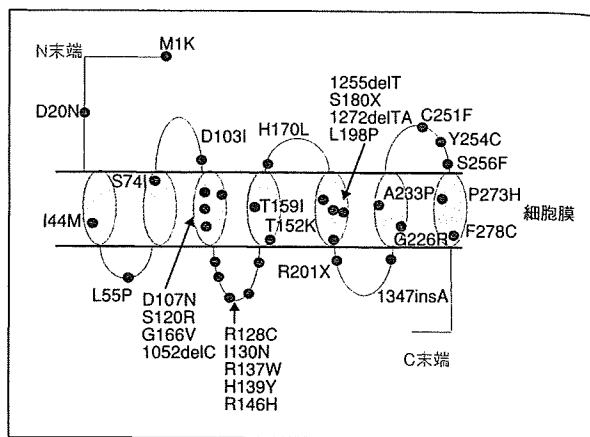 M1K
N末端
D20N
1255delT
S180X
1272delTA
L198P
C251F
Y254C
S256F
D103I
H170L
S74I
I44M
T159I
T152K
A233P
P273H
細胞膜
G226R
F278C
L55P
R201X
1347insA
D107N
S120R
G166V
1052delC
R128C
I130N
R137W
H139Y
R146H
C末端